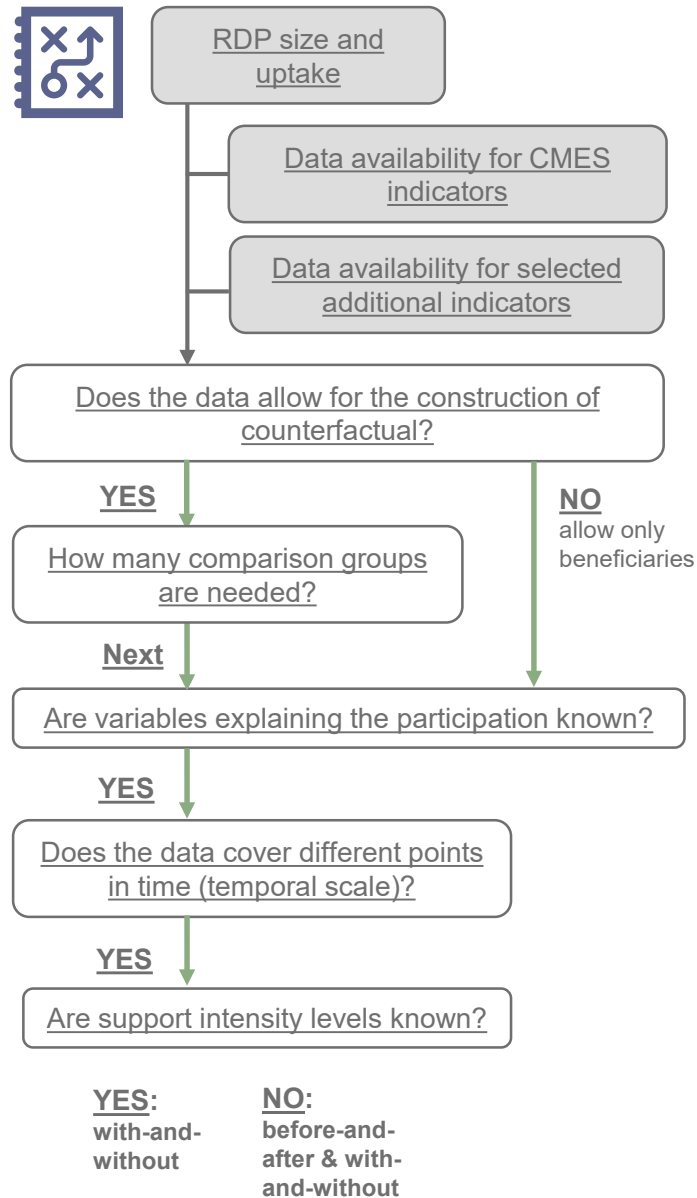 RDP size and
uptake
Data availability for CMES
indicators
Data availability for selected
additional indicators
Does the data allow for the construction of
counterfactual?
YES
NO
allow only
beneficiaries
How many comparison groups
are needed?
Next
Are variables explaining the participation known?
YES
Does the data cover different points
in time (temporal scale)?
YES
Are support intensity levels known?
YES:
with-and-
without
NO:
before-and-
after & with-
and-without